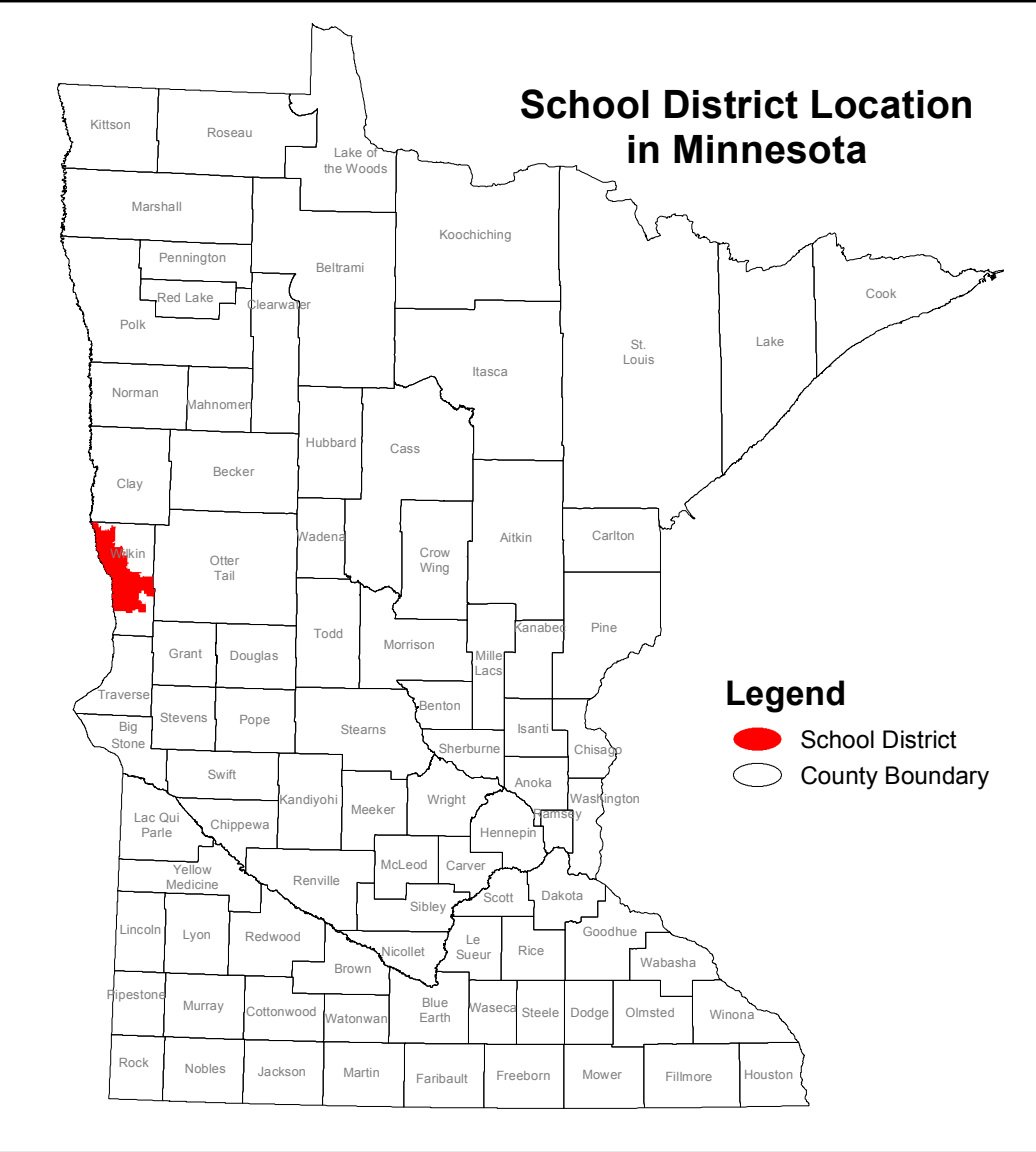 School District Location
in Minnesota
Kittson
Roseau
Lake of
the Woods
Marshall
Koochiching
Pennington
Beltrami
Red Lake
Clearwater
Cook
Polk
St.
Louis
Lake
Itasca
Norman
Mahnomen
Hubbard
Cass
Becker
Clay
Wadena
Aitkin
Carlton
Wilkin
Otter
Tail
Crow
Wing
Todd
Morrison
Kanabec
Pine
Grant
Douglas
Mille
Lacs
Traverse
Stevens
Pope
Benton
Stearns
Isanti
Big
Stone
Sherburne
Chisago
Swift
Anoka
Kandiyohi
Meeker
Wright
Washington
Ramsey
Lac Qui
Parle
Chippewa
Hennepin
McLeod
Carver
Yellow
Medicine
Renville
Scott
Dakota
Sibley
Lincoln
Lyon
Redwood
Nicollet
Le
Sueur
Rice
Goodhue
Brown
Wabasha
Pipestone
Murray
Cottonwood
Watonwan
Blue
Earth
Waseca
Steele
Dodge
Olmsted
Winona
Rock
Nobles
Jackson
Martin
Faribault
Freeborn
Mower
Fillmore
Houston
Legend
School District
County Boundary